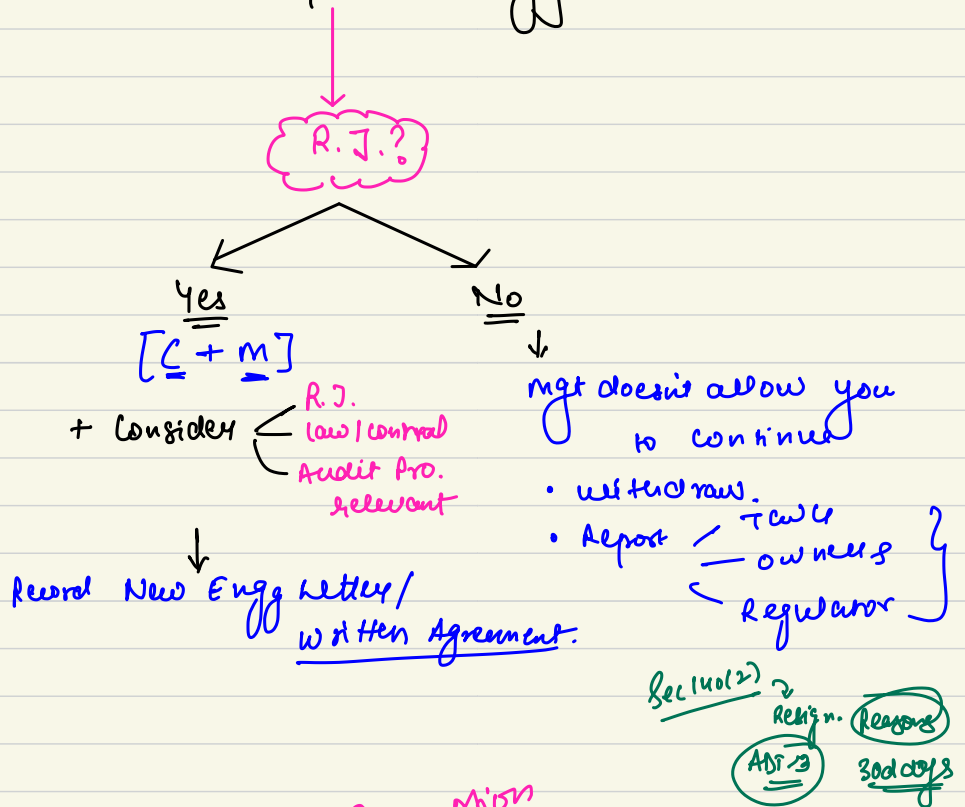 R.J.?
Yes
No
[C + M]
Mgt doesn't allow you
to continue
+ Consider
R.J.
law/contract
Audit Pro.
relevant
• withdraw.
• Report
TCWG
owners
Regulator
Record New Engg Letter/
Written Agreement.
Sec 140(2)
Resign.
Reasons
ADT-3
30 days